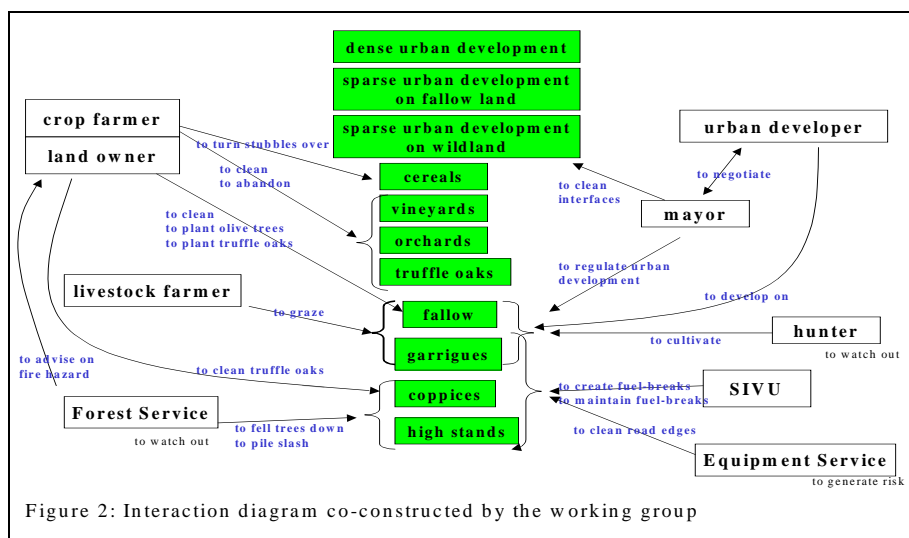 dense urban development
sparse urban development
on fallow land
sparse urban development
on wildland
crop farmer
land owner
urban developer
to turn stubbles over
to clean
to abandon
cereals
to clean
interfaces
to negotiate
mayor
vineyards
to clean
to plant olive trees
to plant truffle oaks
orchards
truffle oaks
to regulate urban
development
livestock farmer
to graze
fallow
to develop on
hunter
to watch out
to cultivate
garrigues
to advise on
fire hazard
to clean truffle oaks
coppices
to create fuel-breaks
to maintain fuel-breaks
SIVU
Forest Service
to watch out
to fell trees down
to pile slash
high stands
to clean road edges
Equipment Service
to generate risk
Figure 2: Interaction diagram co-constructed by the working group